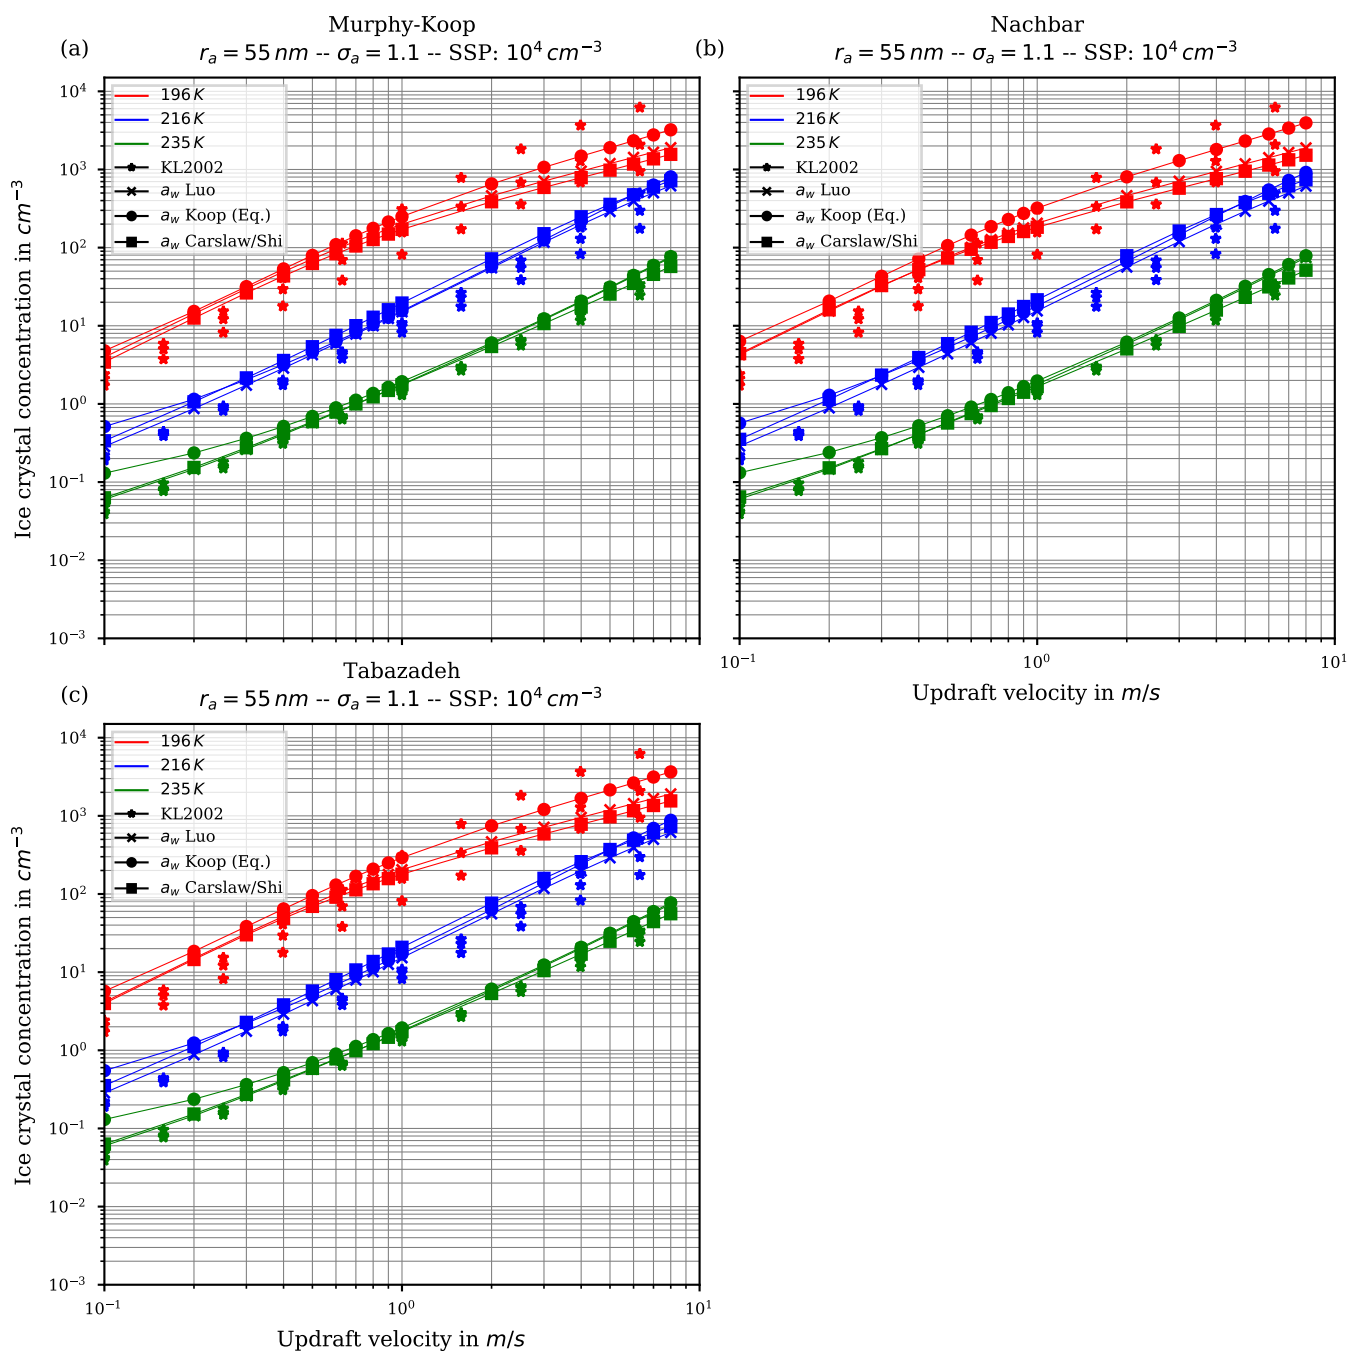 Murphy-Koop
(a)
r_a = 55 nm -- σ_a = 1.1 -- SSP: 10^4 cm^−3
196 K
216 K
235 K
KL2002
a_w Luo
a_w Koop (Eq.)
a_w Carslaw/Shi
10^4
10^3
10^2
10^1
10^0
10^−1
10^−2
10^−3
Ice crystal concentration in cm^−3
Nachbar
(b)
r_a = 55 nm -- σ_a = 1.1 -- SSP: 10^4 cm^−3
196 K
216 K
235 K
KL2002
a_w Luo
a_w Koop (Eq.)
a_w Carslaw/Shi
10^−1
10^0
10^1
Updraft velocity in m/s
Tabazadeh
(c)
r_a = 55 nm -- σ_a = 1.1 -- SSP: 10^4 cm^−3
196 K
216 K
235 K
KL2002
a_w Luo
a_w Koop (Eq.)
a_w Carslaw/Shi
10^4
10^3
10^2
10^1
10^0
10^−1
10^−2
10^−3
Ice crystal concentration in cm^−3
10^−1
10^0
10^1
Updraft velocity in m/s